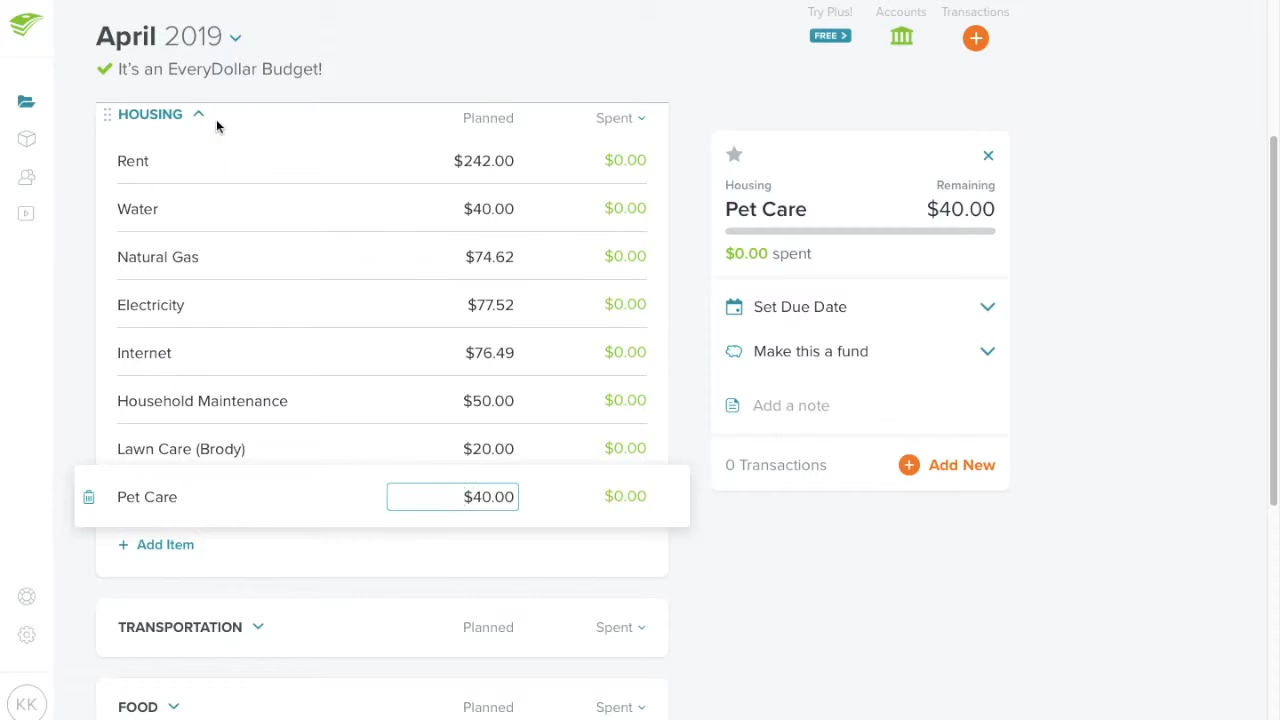 Try Plus! Accounts Transactions
April 2019
FREE >
It's an EveryDollar Budget!
HOUSING Planned Spent
Rent $242.00 $0.00
Water $40.00 $0.00
Natural Gas $74.62 $0.00
Electricity $77.52 $0.00
Internet $76.49 $0.00
Household Maintenance $50.00 $0.00
Lawn Care (Brody) $20.00 $0.00
Pet Care $40.00 $0.00
+ Add Item
TRANSPORTATION Planned Spent
FOOD Planned Spent
Housing Remaining
Pet Care $40.00
$0.00 spent
Set Due Date
Make this a fund
Add a note
0 Transactions + Add New
KK